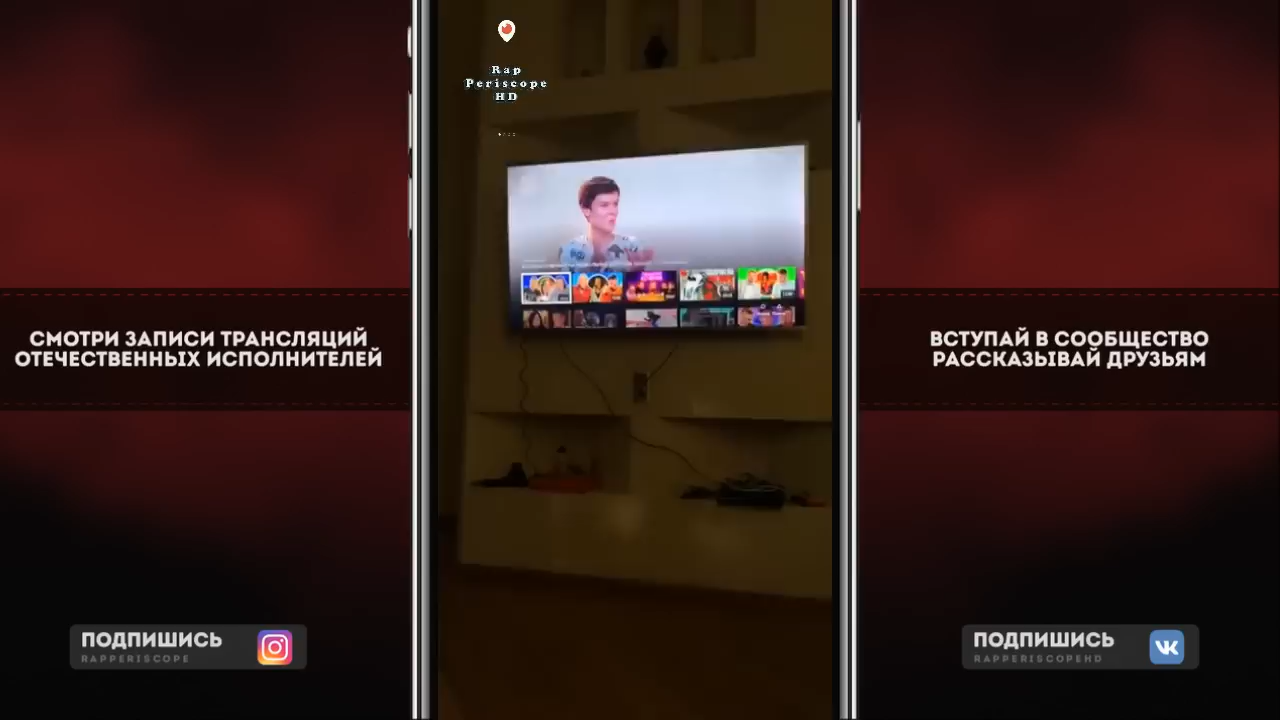 Rap
Periscope
HD
СМОТРИ ЗАПИСИ ТРАНСЛЯЦИЙ
ОТЕЧЕСТВЕННЫХ ИСПОЛНИТЕЛЕЙ
ВСТУПАЙ В СООБЩЕСТВО
РАССКАЗЫВАЙ ДРУЗЬЯМ
ПОДПИШИСЬ
RAPPERISCOPE
ПОДПИШИСЬ
RAPPERISCOPEHD